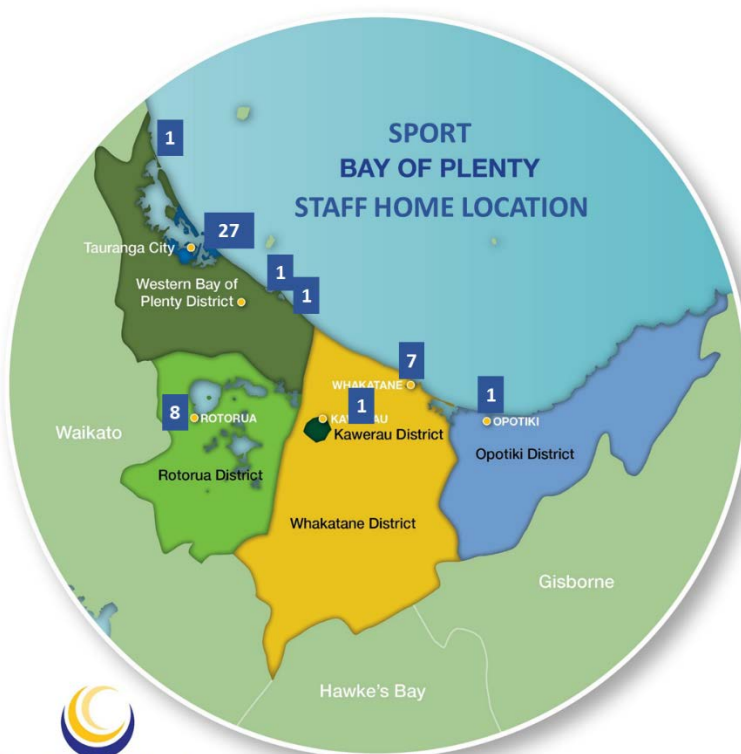 SPORT
BAY OF PLENTY
STAFF HOME LOCATION
1
27
Tauranga City
1
Western Bay of
Plenty District
1
7
WHAKATANE
1
8
ROTORUA
1
OPOTIKI
Waikato
Kawerau District
Opotiki District
Rotorua District
Whakatane District
Gisborne
Hawke's Bay